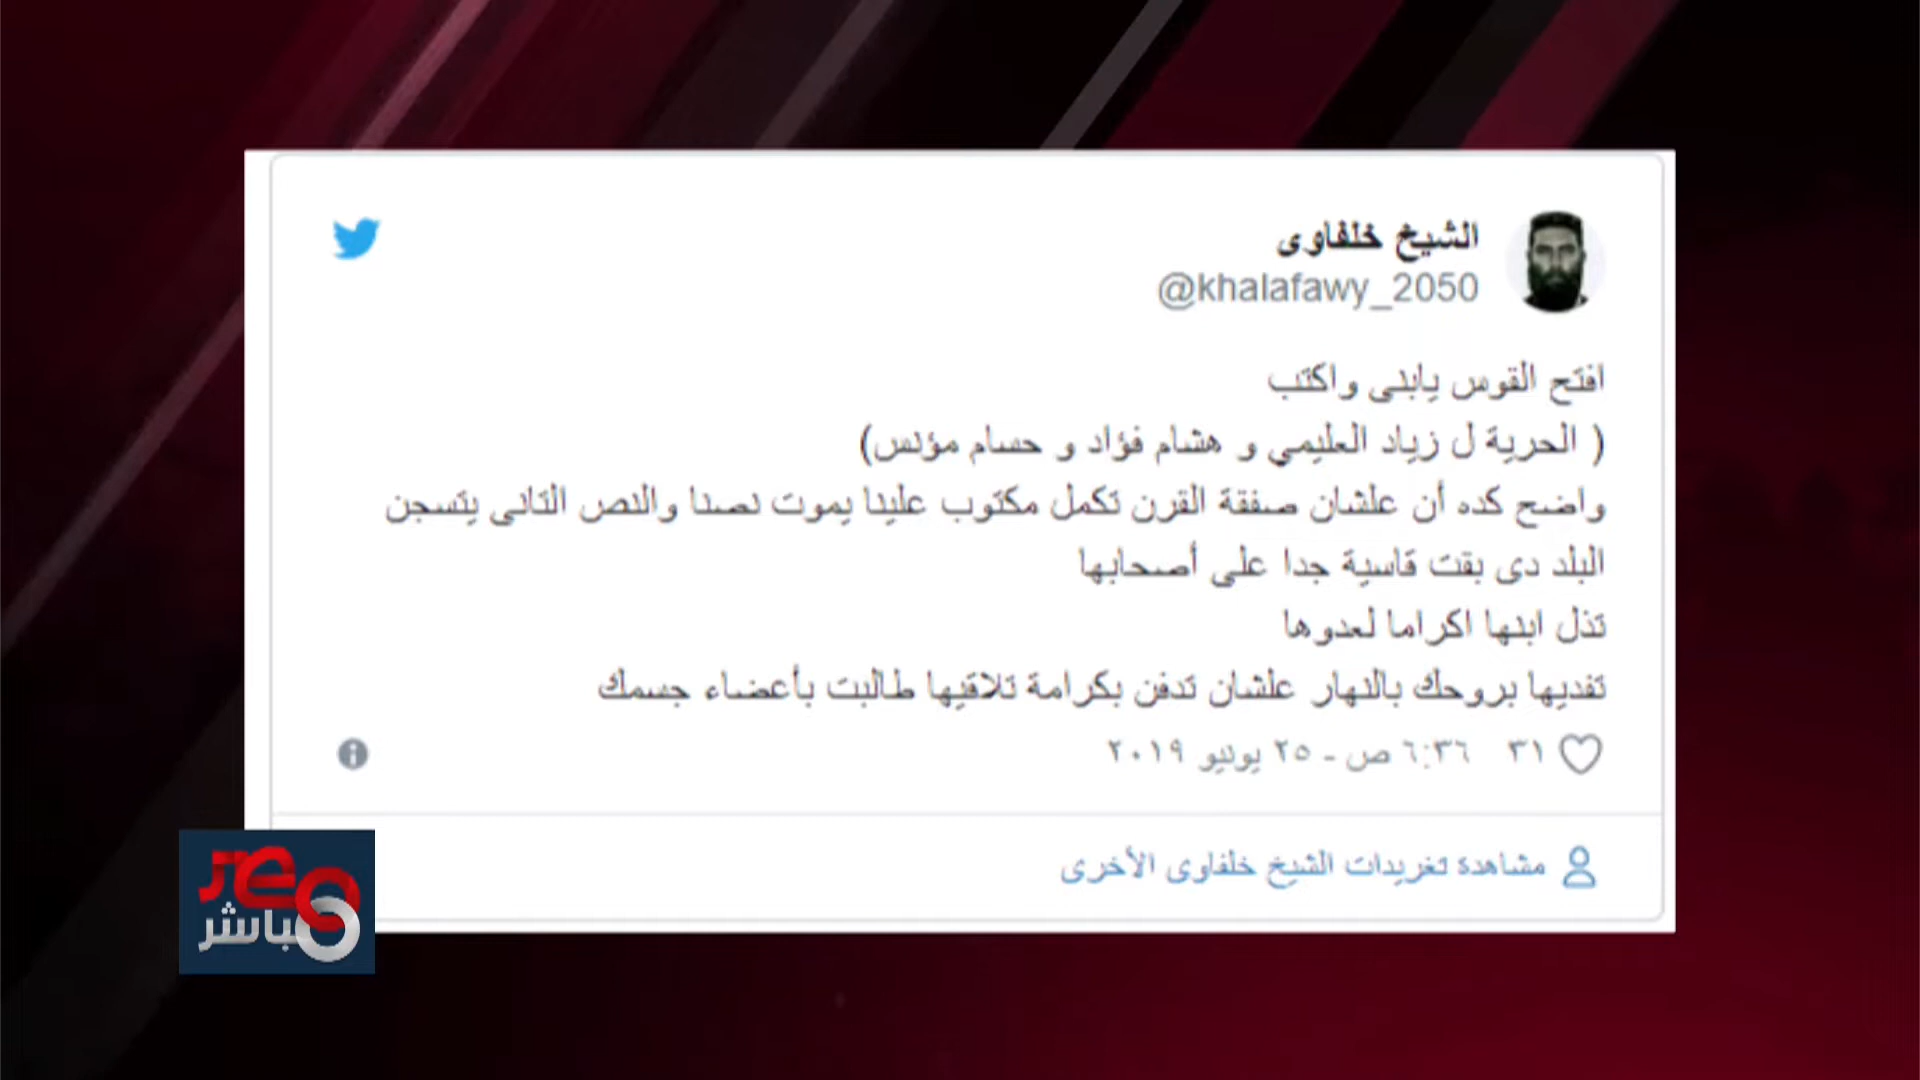 الشيخ خلفاوى
@khalafawy_2050
افتح القوس يابنى واكتب
( الحرية ل زياد العليمي و هشام فؤاد و حسام مؤنس)
واضح كده أن علشان صفقة القرن تكمل مكتوب علينا يموت نصنا والنص التانى يتسجن
البلد دى بقت قاسية جدا على أصحابها
تذل ابنها اكراما لعدوها
تفديها بروحك بالنهار علشان تدفن بكرامة تلاقيها طالبت بأعضاء جسمك
٣١ ٦:٣٦ ص - ٢٥ يونيو ٢٠١٩
مشاهدة تغريدات الشيخ خلفاوى الأخرى
مصر
مباشر